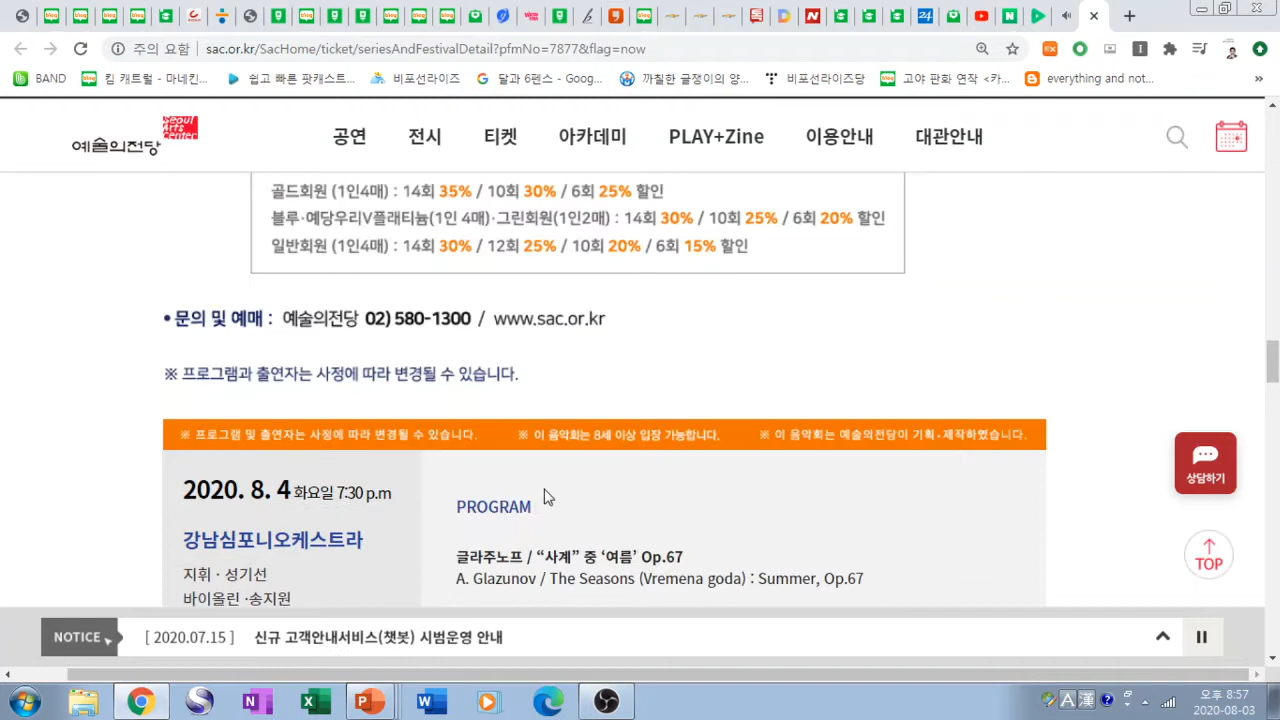 주의 요함
sac.or.kr/SacHome/ticket/seriesAndFestivalDetail?pfmNo=7877&flag=now
BAND
킴 캐트럴 - 마네킨...
쉽고 빠른 팟캐스트...
비포선라이즈
달과 6펜스 - Goog...
까칠한 글쟁이의 양...
비포선라이즈당
고야 판화 연작 <카...
everything and not...
»
예술의전당
Seoul
Arts
Center
공연 전시 티켓 아카데미 PLAY+Zine 이용안내 대관안내
골드회원 (1인4매) : 14회 35% / 10회 30% / 6회 25% 할인
블루·예당우리V플래티늄(1인 4매)·그린회원(1인2매) : 14회 30% / 10회 25% / 6회 20% 할인
일반회원 (1인4매) : 14회 30% / 12회 25% / 10회 20% / 6회 15% 할인
• 문의 및 예매 : 예술의전당 02) 580-1300 / www.sac.or.kr
※ 프로그램과 출연자는 사정에 따라 변경될 수 있습니다.
※ 프로그램 및 출연자는 사정에 따라 변경될 수 있습니다. ※ 이 음악회는 8세 이상 입장 가능합니다. ※ 이 음악회는 예술의전당이 기획·제작하였습니다.
2020. 8. 4 화요일 7:30 p.m
강남심포니오케스트라
지휘 · 성기선
바이올린 ·송지원
PROGRAM
글라주노프 / “사계” 중 ‘여름’ Op.67
A. Glazunov / The Seasons (Vremena goda) : Summer, Op.67
상담하기
TOP
NOTICE
[ 2020.07.15 ] 신규 고객안내서비스(챗봇) 시범운영 안내
A 漢
오후 8:57
2020-08-03